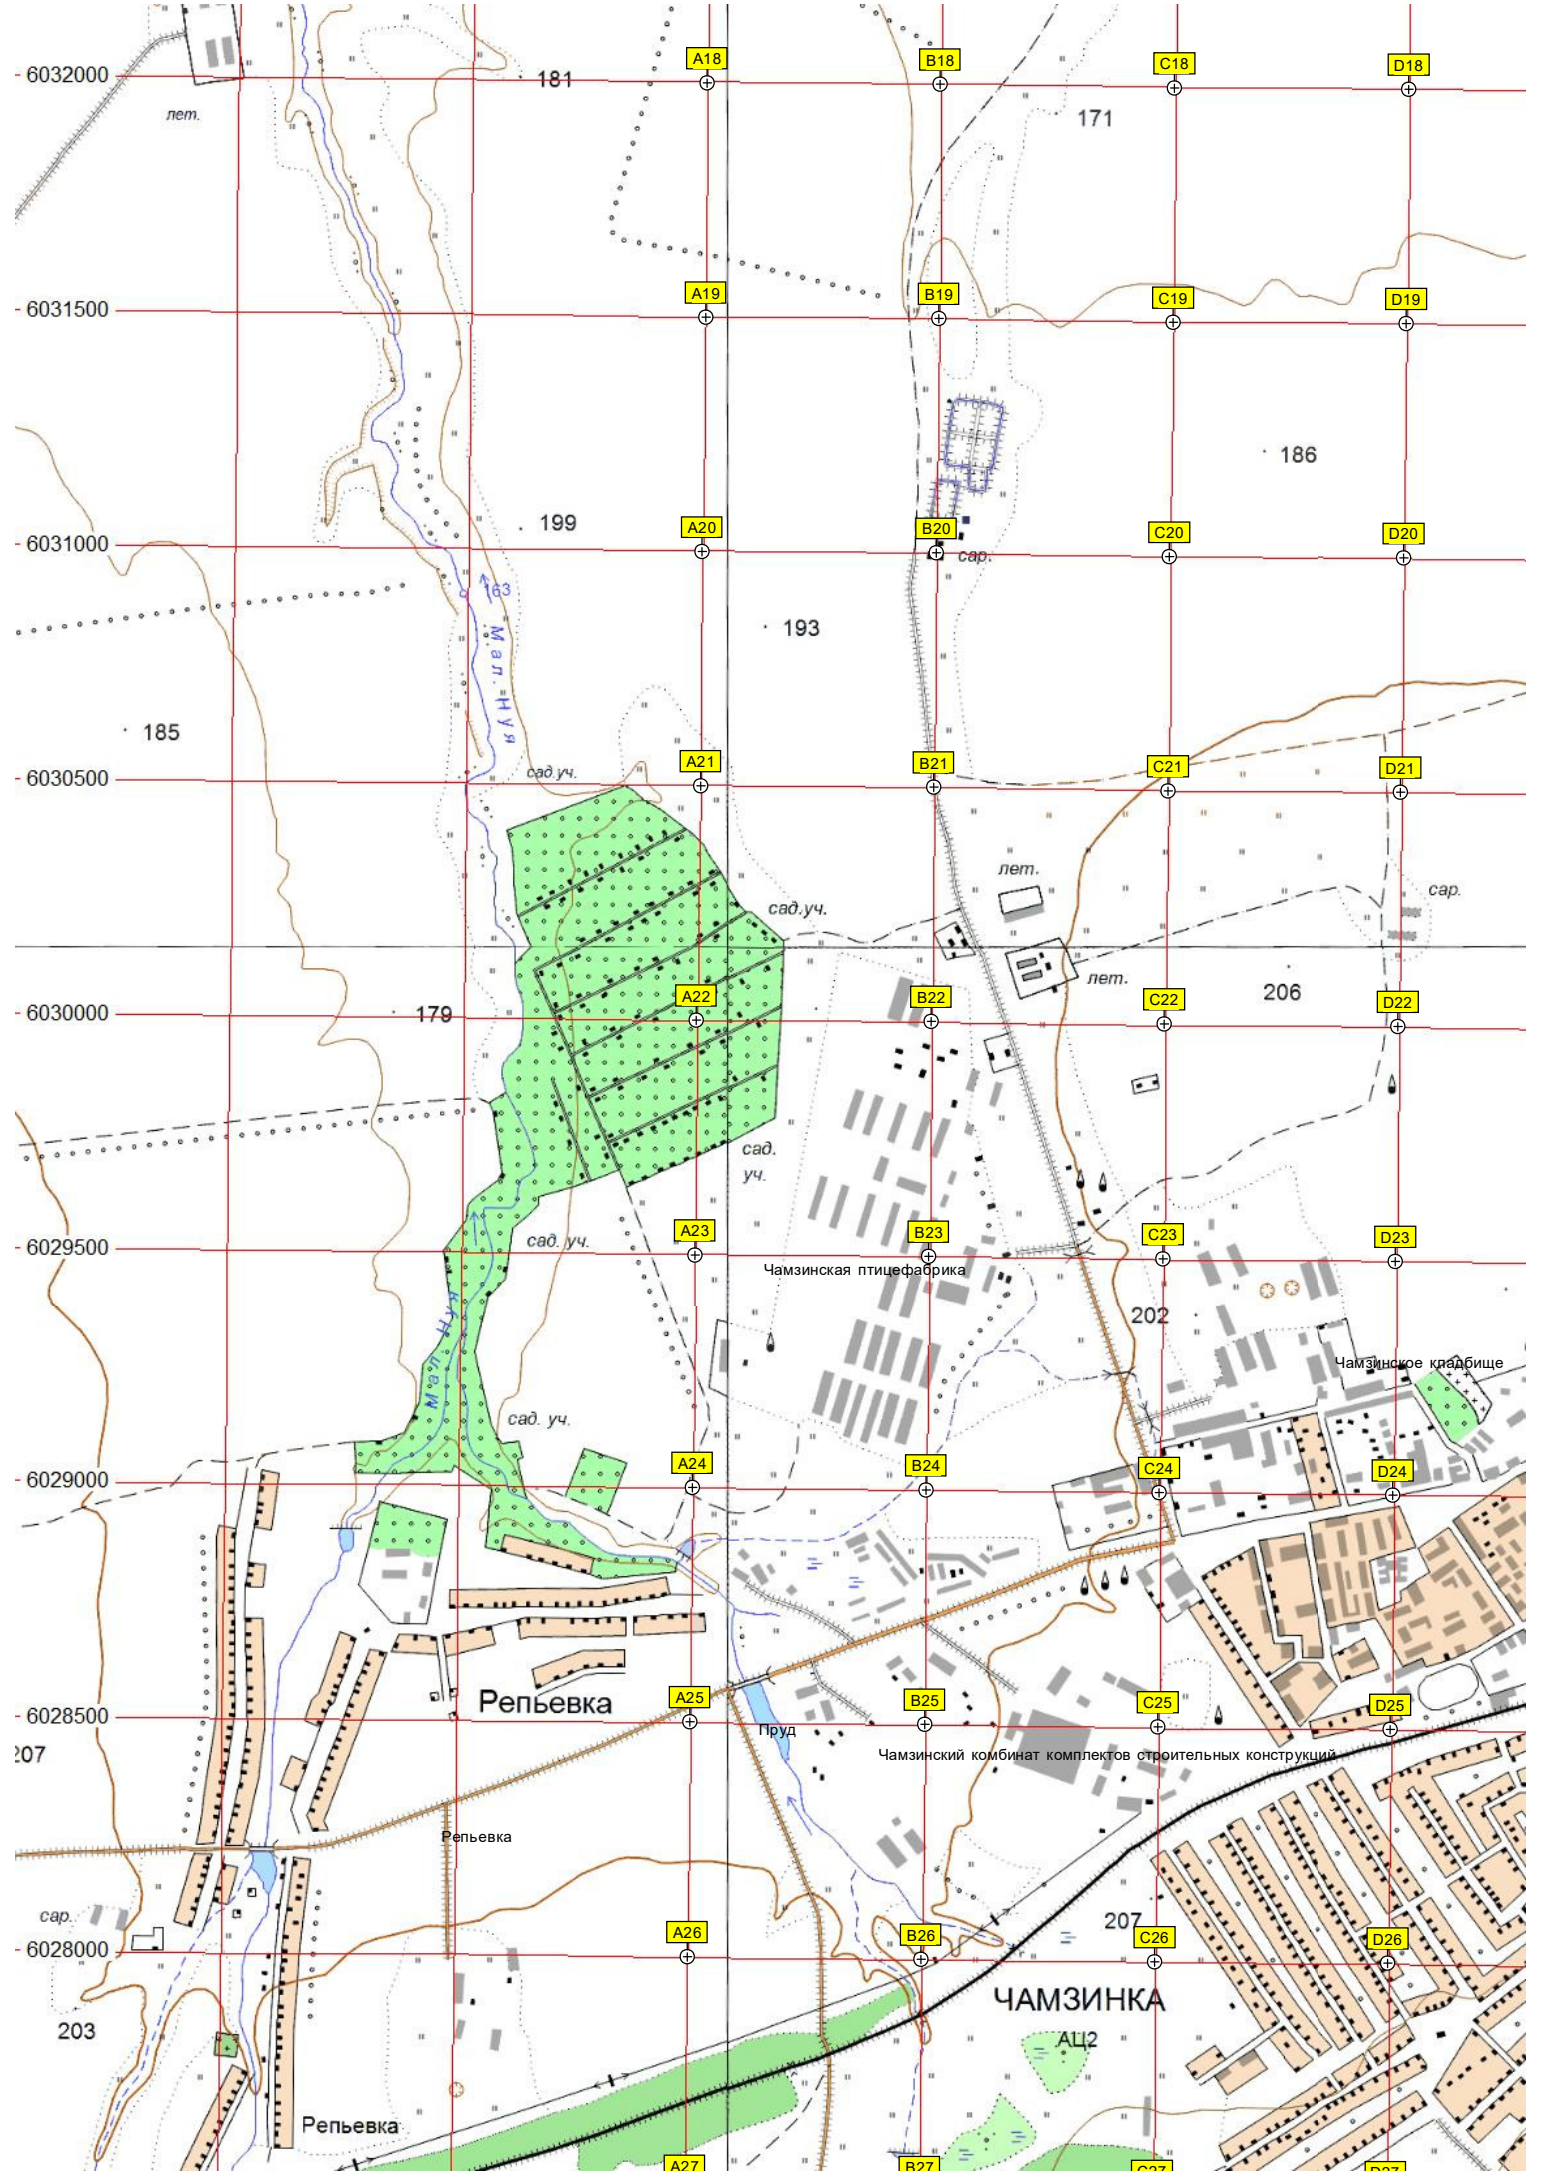 A18
B18
C18
D18
6032000
181
171
лет.
A19
B19
C19
D19
6031500
186
199
A20
B20
C20
D20
6031000
сар.
163
193
Мал. Нуя
185
A21
B21
C21
D21
6030500
сад.уч.
лет.
сар.
сад.уч.
лет.
206
A22
B22
C22
D22
6030000
179
сад.
уч.
A23
B23
C23
D23
6029500
сад. уч.
Чамзинская птицефабрика
202
Чамзинское кладбище
Мал. Нуя
сад. уч.
A24
B24
C24
D24
6029000
Репьевка
A25
B25
C25
D25
6028500
Пруд
207
Чамзинский комбинат комплектов строительных конструкций
Репьевка
сар.
207
A26
B26
C26
D26
6028000
ЧАМЗИНКА
203
АЦ2
Репьевка
A27
B27
C27
D27